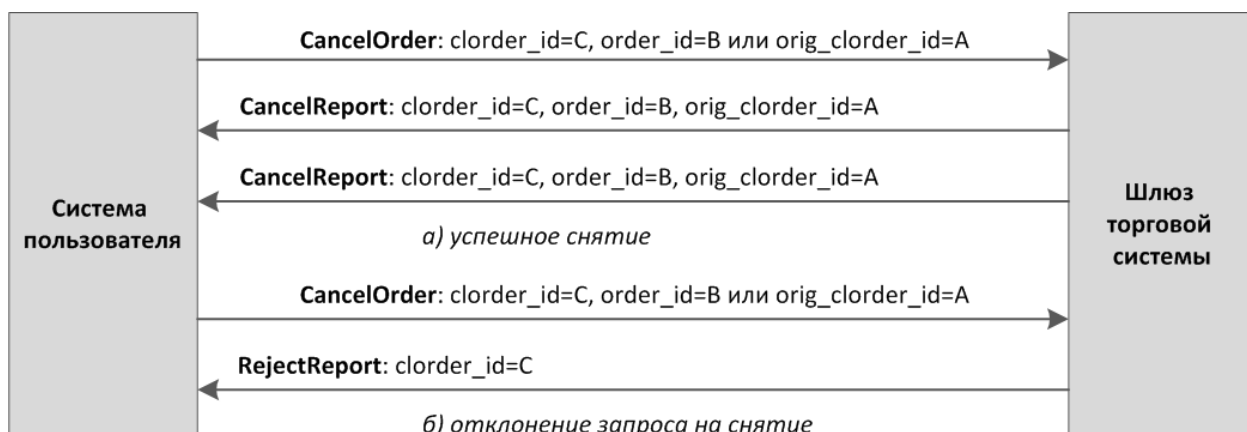 CancelOrder: clorder_id=C, order_id=B или orig_clorder_id=A
CancelReport: clorder_id=C, order_id=B, orig_clorder_id=A
CancelReport: clorder_id=C, order_id=B, orig_clorder_id=A
Система
пользователя
Шлюз
торговой
системы
а) успешное снятие
CancelOrder: clorder_id=C, order_id=B или orig_clorder_id=A
RejectReport: clorder_id=C
б) отклонение запроса на снятие